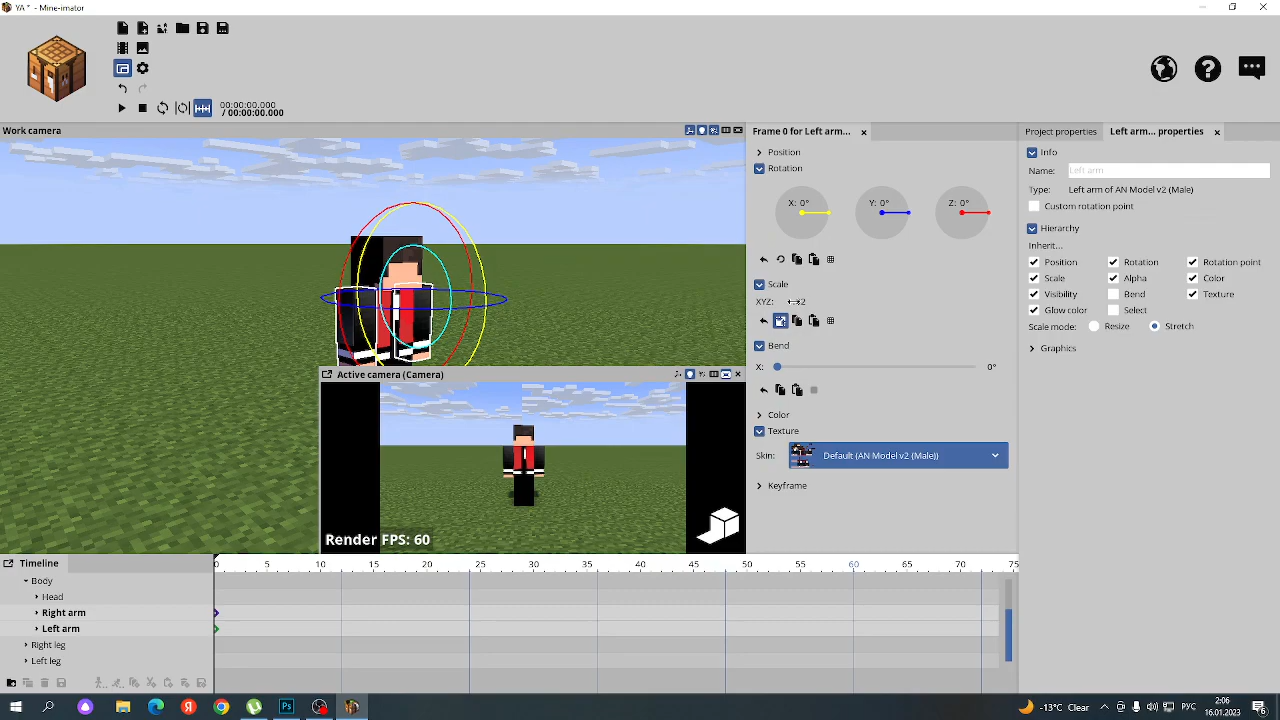 YA * - Mine-imator
00:00:00.000
/ 00:00:00.000
Work camera
Frame 0 for Left arm...
Project properties
Left arm... properties
Position
Rotation
X: 0°
Y: 0°
Z: 0°
Scale
XYZ:
Bend
X:
0°
Color
Texture
Skin:
Default (AN Model v2 (Male))
Keyframe
Info
Name:
Left arm
Type:
Left arm of AN Model v2 (Male)
Custom rotation point
Hierarchy
Inherit...
Position
Rotation
Rotation point
Scale
Alpha
Color
Visibility
Bend
Texture
Glow color
Select
Scale mode:
Resize
Stretch
Graphics
Active camera (Camera)
Render FPS: 60
Timeline
0 5 10 15 20 25 30 35 40 45 50 55 60 65 70 75
Body
Head
Right arm
Left arm
Right leg
Left leg
Ps
-13°C Clear
РУС
2:06
16.01.2023
6